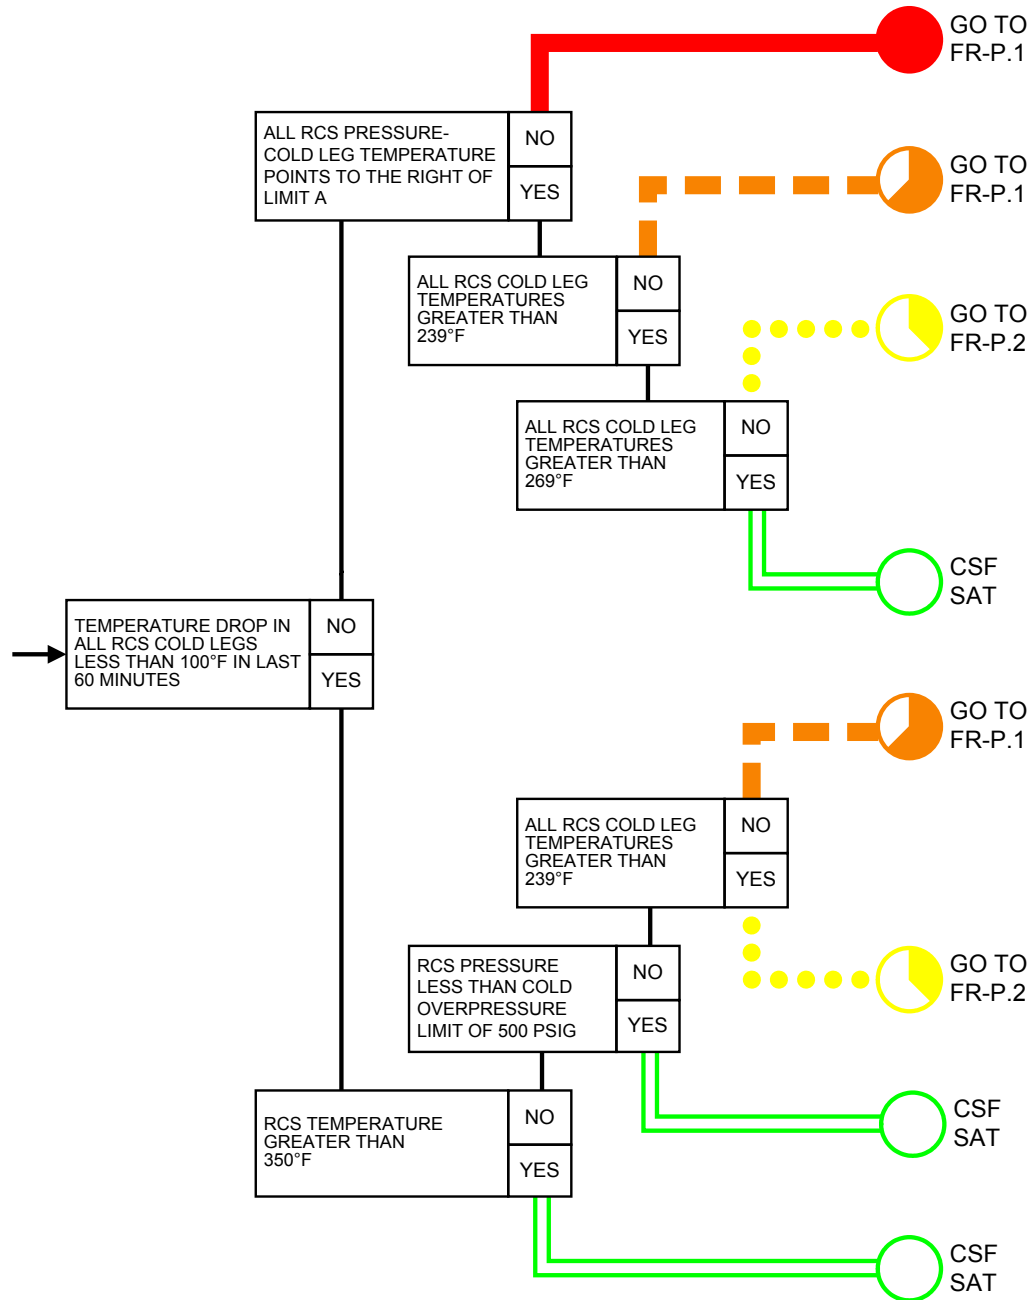 GO TO
FR-P.1
ALL RCS PRESSURE-
COLD LEG TEMPERATURE
POINTS TO THE RIGHT OF
LIMIT A
NO
YES
GO TO
FR-P.1
ALL RCS COLD LEG
TEMPERATURES
GREATER THAN
239°F
NO
YES
GO TO
FR-P.2
ALL RCS COLD LEG
TEMPERATURES
GREATER THAN
269°F
NO
YES
CSF
SAT
TEMPERATURE DROP IN
ALL RCS COLD LEGS
LESS THAN 100°F IN LAST
60 MINUTES
NO
YES
GO TO
FR-P.1
ALL RCS COLD LEG
TEMPERATURES
GREATER THAN
239°F
NO
YES
GO TO
FR-P.2
RCS PRESSURE
LESS THAN COLD
OVERPRESSURE
LIMIT OF 500 PSIG
NO
YES
CSF
SAT
RCS TEMPERATURE
GREATER THAN
350°F
NO
YES
CSF
SAT